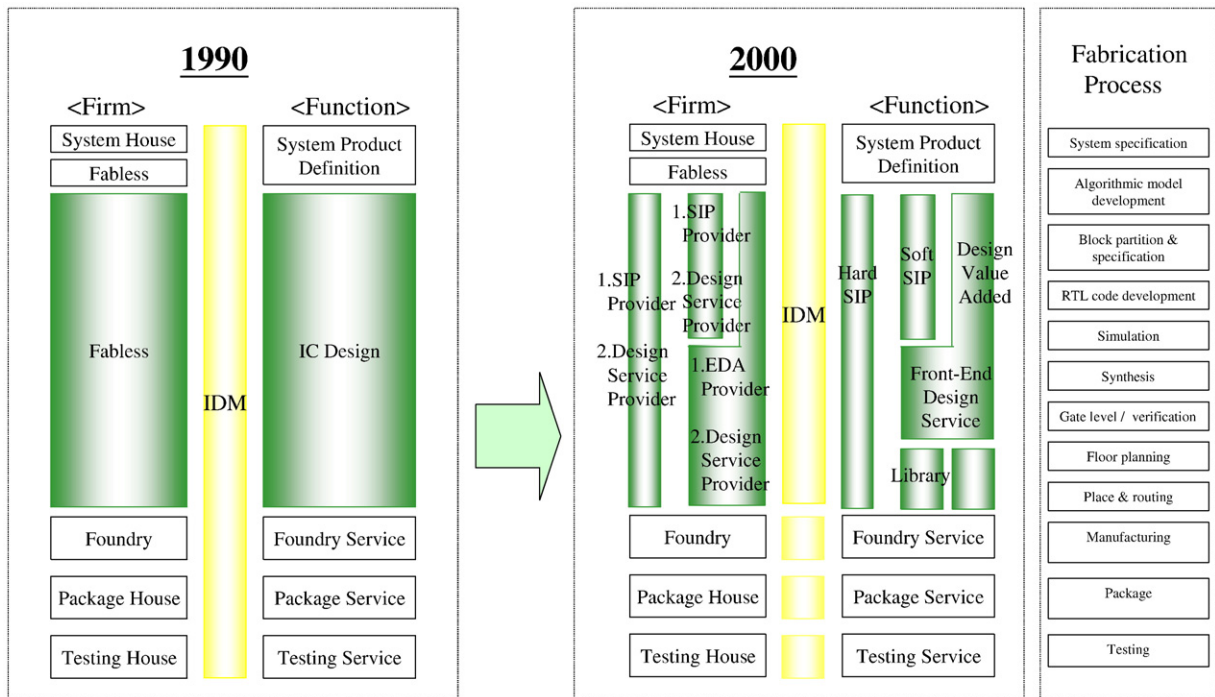 1990
<Firm>
<Function>
System House
Fabless
System Product
Definition
Fabless
IDM
IC Design
Foundry
Foundry Service
Package House
Package Service
Testing House
Testing Service
2000
<Firm>
<Function>
System House
Fabless
System Product
Definition
1.SIP
Provider
2.Design
Service
Provider
1.SIP
Provider
2.Design
Service
Provider
1.EDA
Provider
2.Design
Service
Provider
IDM
Hard
SIP
Soft
SIP
Design
Value
Added
Front-End
Design
Service
Library
Foundry
Foundry Service
Package House
Package Service
Testing House
Testing Service
Fabrication
Process
System specification
Algorithmic model
development
Block partition &
specification
RTL code development
Simulation
Synthesis
Gate level / verification
Floor planning
Place & routing
Manufacturing
Package
Testing